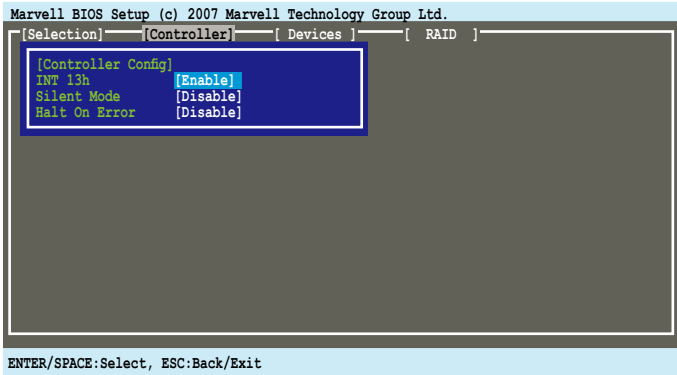 Marvell BIOS Setup (c) 2007 Marvell Technology Group Ltd.
[Selection] [Controller] [ Devices ] [ RAID ]
[Controller Config]
INT 13h [Enable]
Silent Mode [Disable]
Halt On Error [Disable]
ENTER/SPACE:Select, ESC:Back/Exit